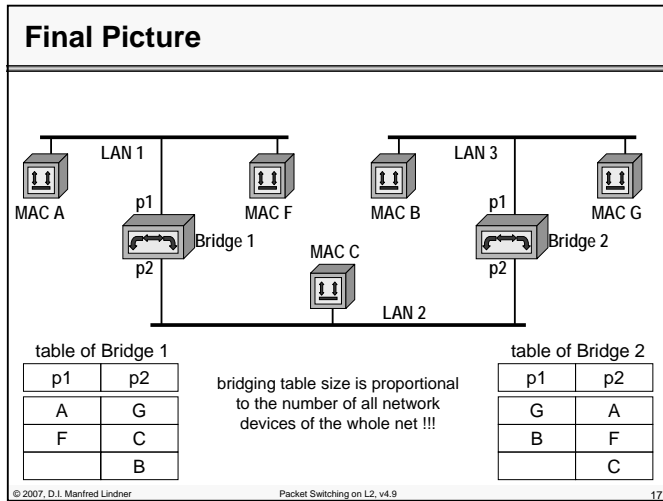 Final Picture
LAN 1
LAN 3
MAC A
p1
MAC F
MAC B
p1
MAC G
Bridge 1
Bridge 2
p2
MAC C
p2
LAN 2
table of Bridge 1
p1 p2
A G
F C
B
bridging table size is proportional
to the number of all network
devices of the whole net !!!
table of Bridge 2
p1 p2
G A
B F
C
© 2007, D.I. Manfred Lindner
Packet Switching on L2, v4.9
17